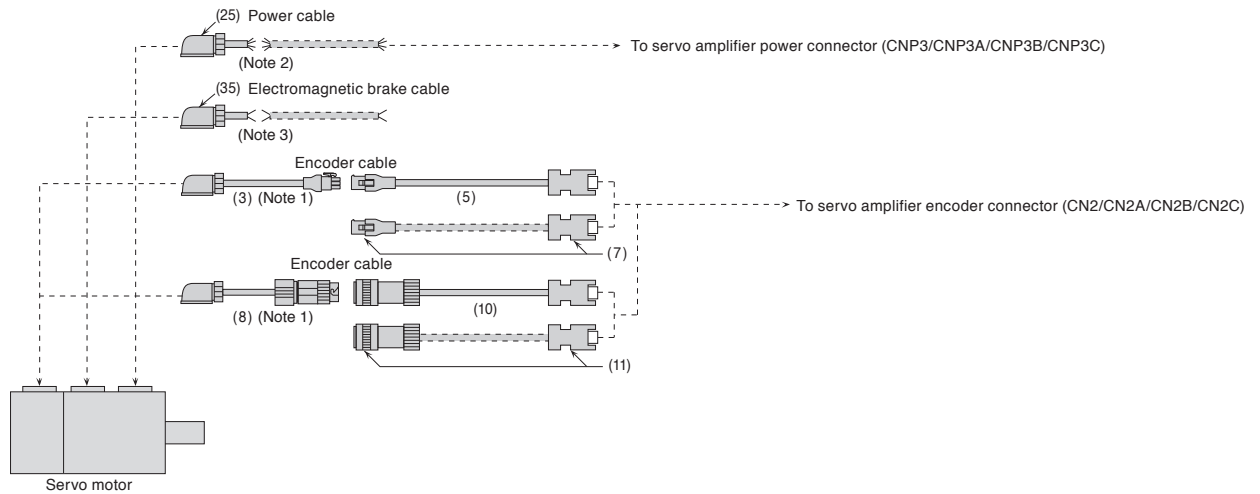 (25) Power cable
(Note 2)
To servo amplifier power connector (CNP3/CNP3A/CNP3B/CNP3C)
(35) Electromagnetic brake cable
(Note 3)
Encoder cable
(3) (Note 1)
(5)
To servo amplifier encoder connector (CN2/CN2A/CN2B/CN2C)
(7)
Encoder cable
(8) (Note 1)
(10)
(11)
Servo motor